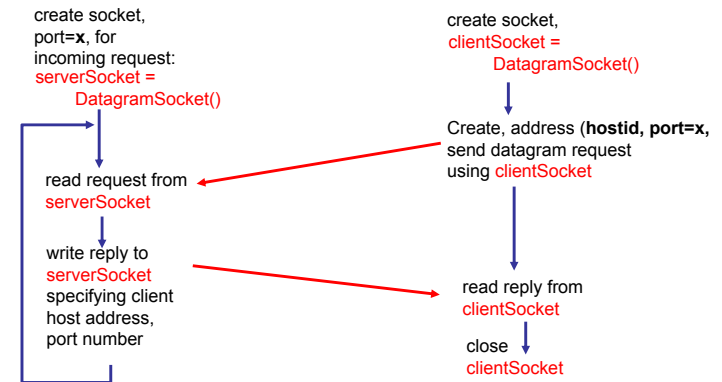 create socket,
port=x, for
incoming request:
serverSocket =
DatagramSocket()
read request from
serverSocket
write reply to
serverSocket
specifying client
host address,
port number
create socket,
clientSocket =
DatagramSocket()
Create, address (hostid, port=x,
send datagram request
using clientSocket
read reply from
clientSocket
close
clientSocket